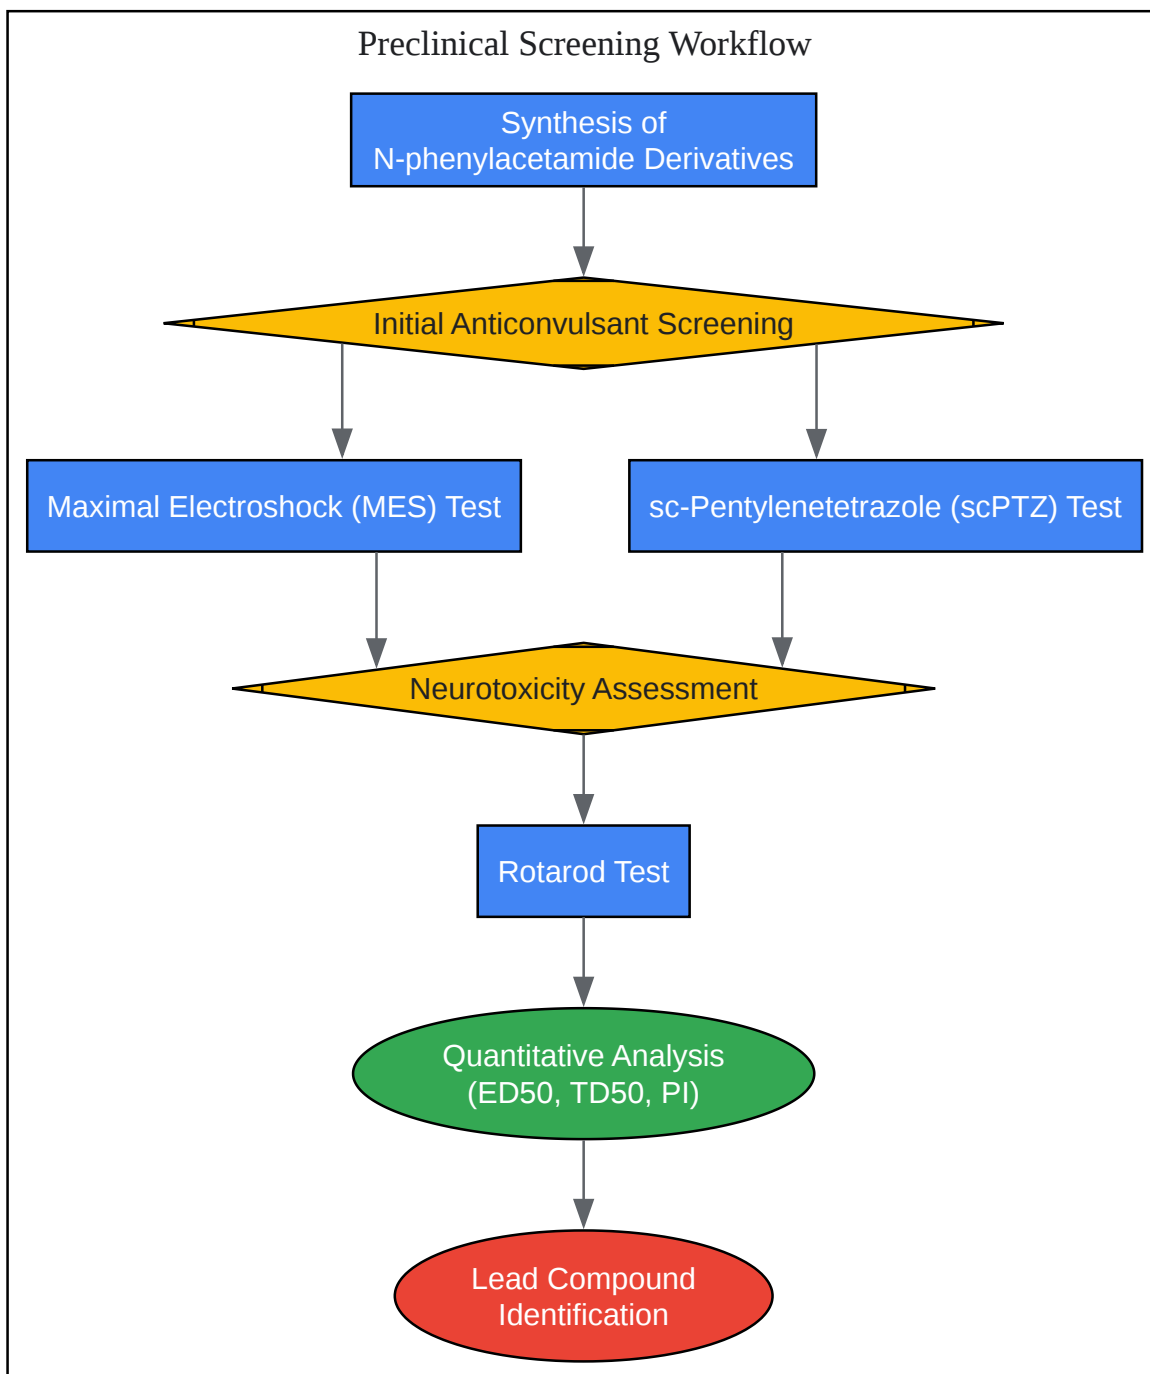 Preclinical Screening Workflow
Synthesis of
N-phenylacetamide Derivatives
Initial Anticonvulsant Screening
Maximal Electroshock (MES) Test
sc-Pentylenetetrazole (scPTZ) Test
Neurotoxicity Assessment
Rotarod Test
Quantitative Analysis
(ED50, TD50, PI)
Lead Compound
Identification